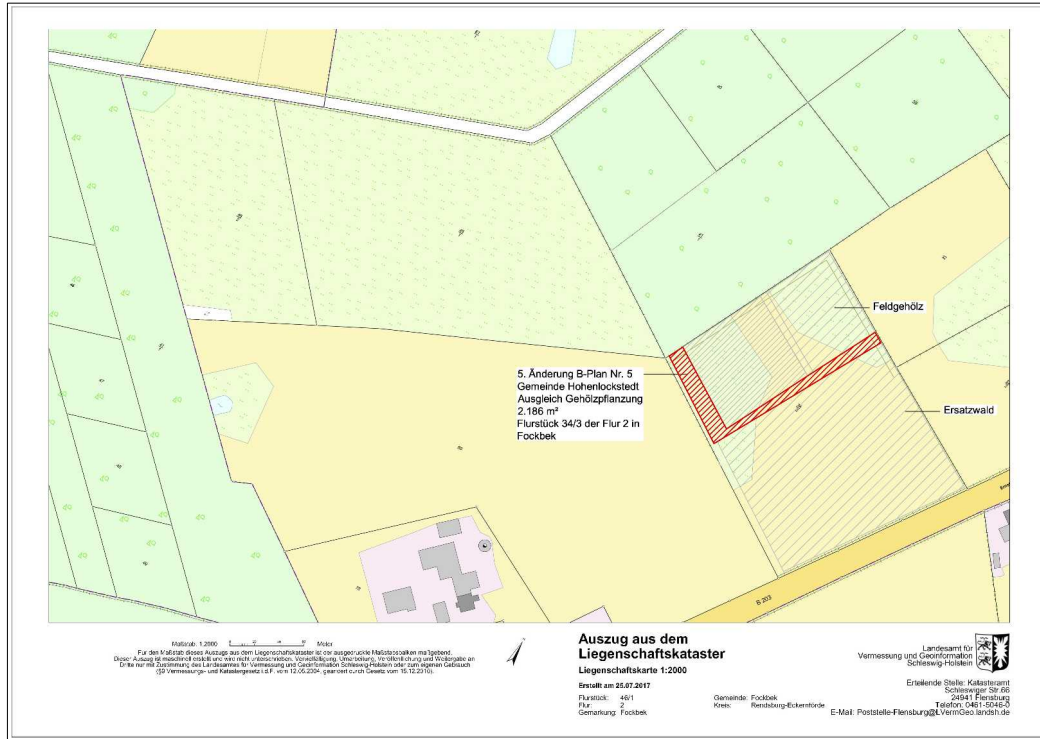 Feldgehölz
5. Änderung B-Plan Nr. 5
Gemeinde Hohenlockstedt
Ausgleich Gehölzpflanzung
2.186 m²
Flurstück 34/3 der Flur 2 in
Fockbek
Ersatzwald
B 203
Maßstab: 1:2000 Meter
Für den Maßstab dieses Auszugs aus dem Liegenschaftskataster ist der ausgedruckte Maßstabsbalken maßgebend.
Dieser Auszug ist maschinell erstellt und wird nicht unterschrieben. Vervielfältigung, Umarbeitung, Veröffentlichung und Weitergabe an
Dritte nur mit Zustimmung des Landesamtes für Vermessung und Geoinformation Schleswig-Holstein oder zum eigenen Gebrauch
(§9 Vermessungs- und Katastergesetz i.d.F. vom 12.05.2004, geändert durch Gesetz vom 15.12.2010).
Auszug aus dem
Liegenschaftskataster
Liegenschaftskarte 1:2000
Erstellt am 25.07.2017
Flurstück: 46/1
Flur: 2
Gemarkung: Fockbek
Gemeinde: Fockbek
Kreis: Rendsburg-Eckernförde
Landesamt für
Vermessung und Geoinformation
Schleswig-Holstein
Erteilende Stelle: Katasteramt
Schleswiger Str.66
24941 Flensburg
Telefon: 0461-5046-0
E-Mail: Poststelle-Flensburg@LVermGeo.landsh.de